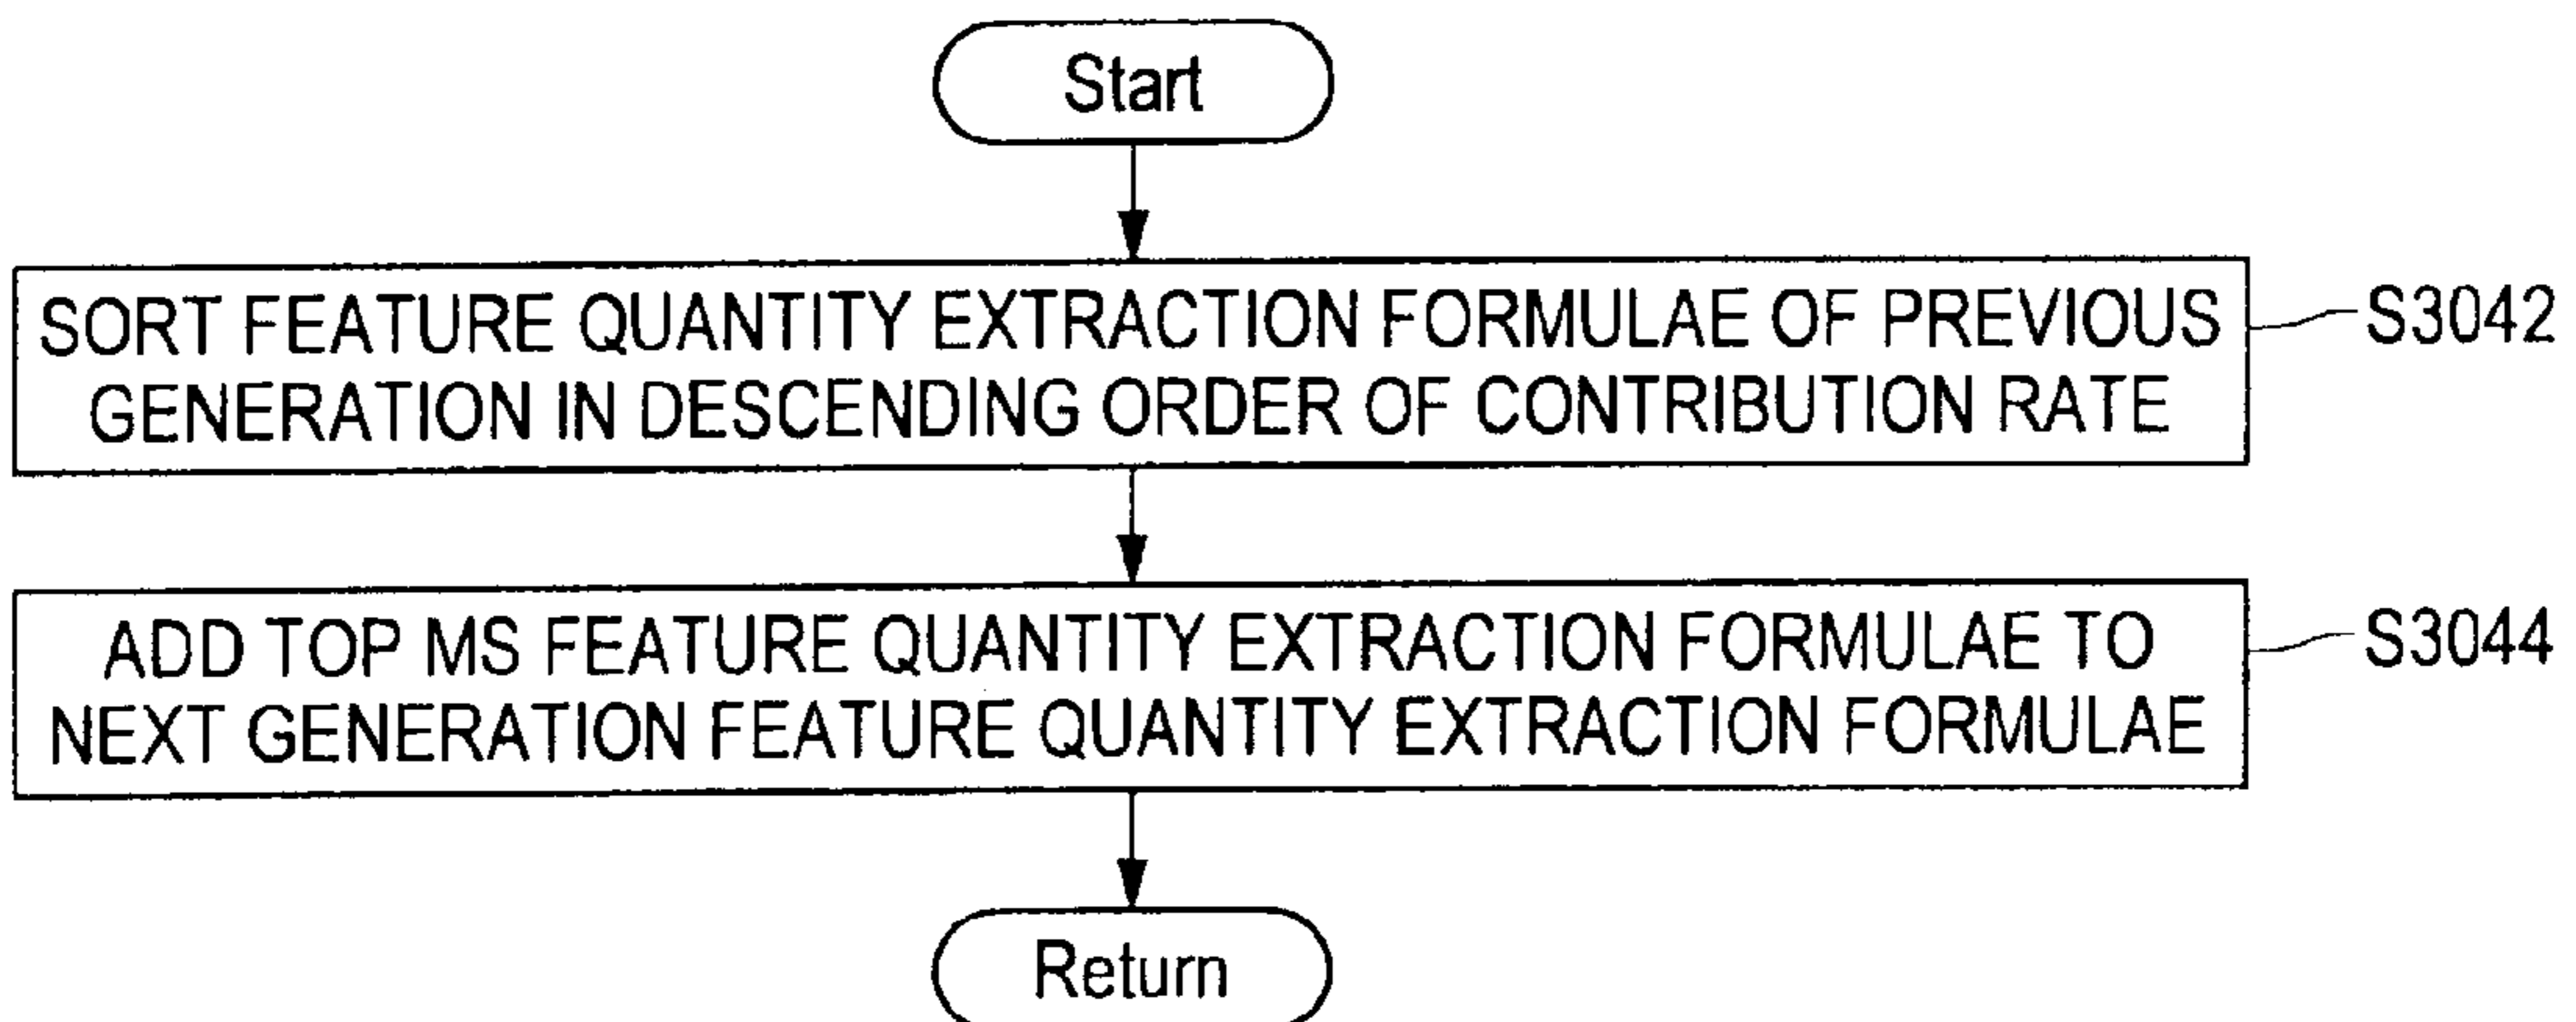 Start
SORT FEATURE QUANTITY EXTRACTION FORMULAE OF PREVIOUS
GENERATION IN DESCENDING ORDER OF CONTRIBUTION RATE
S3042
ADD TOP MS FEATURE QUANTITY EXTRACTION FORMULAE TO
NEXT GENERATION FEATURE QUANTITY EXTRACTION FORMULAE
S3044
Return